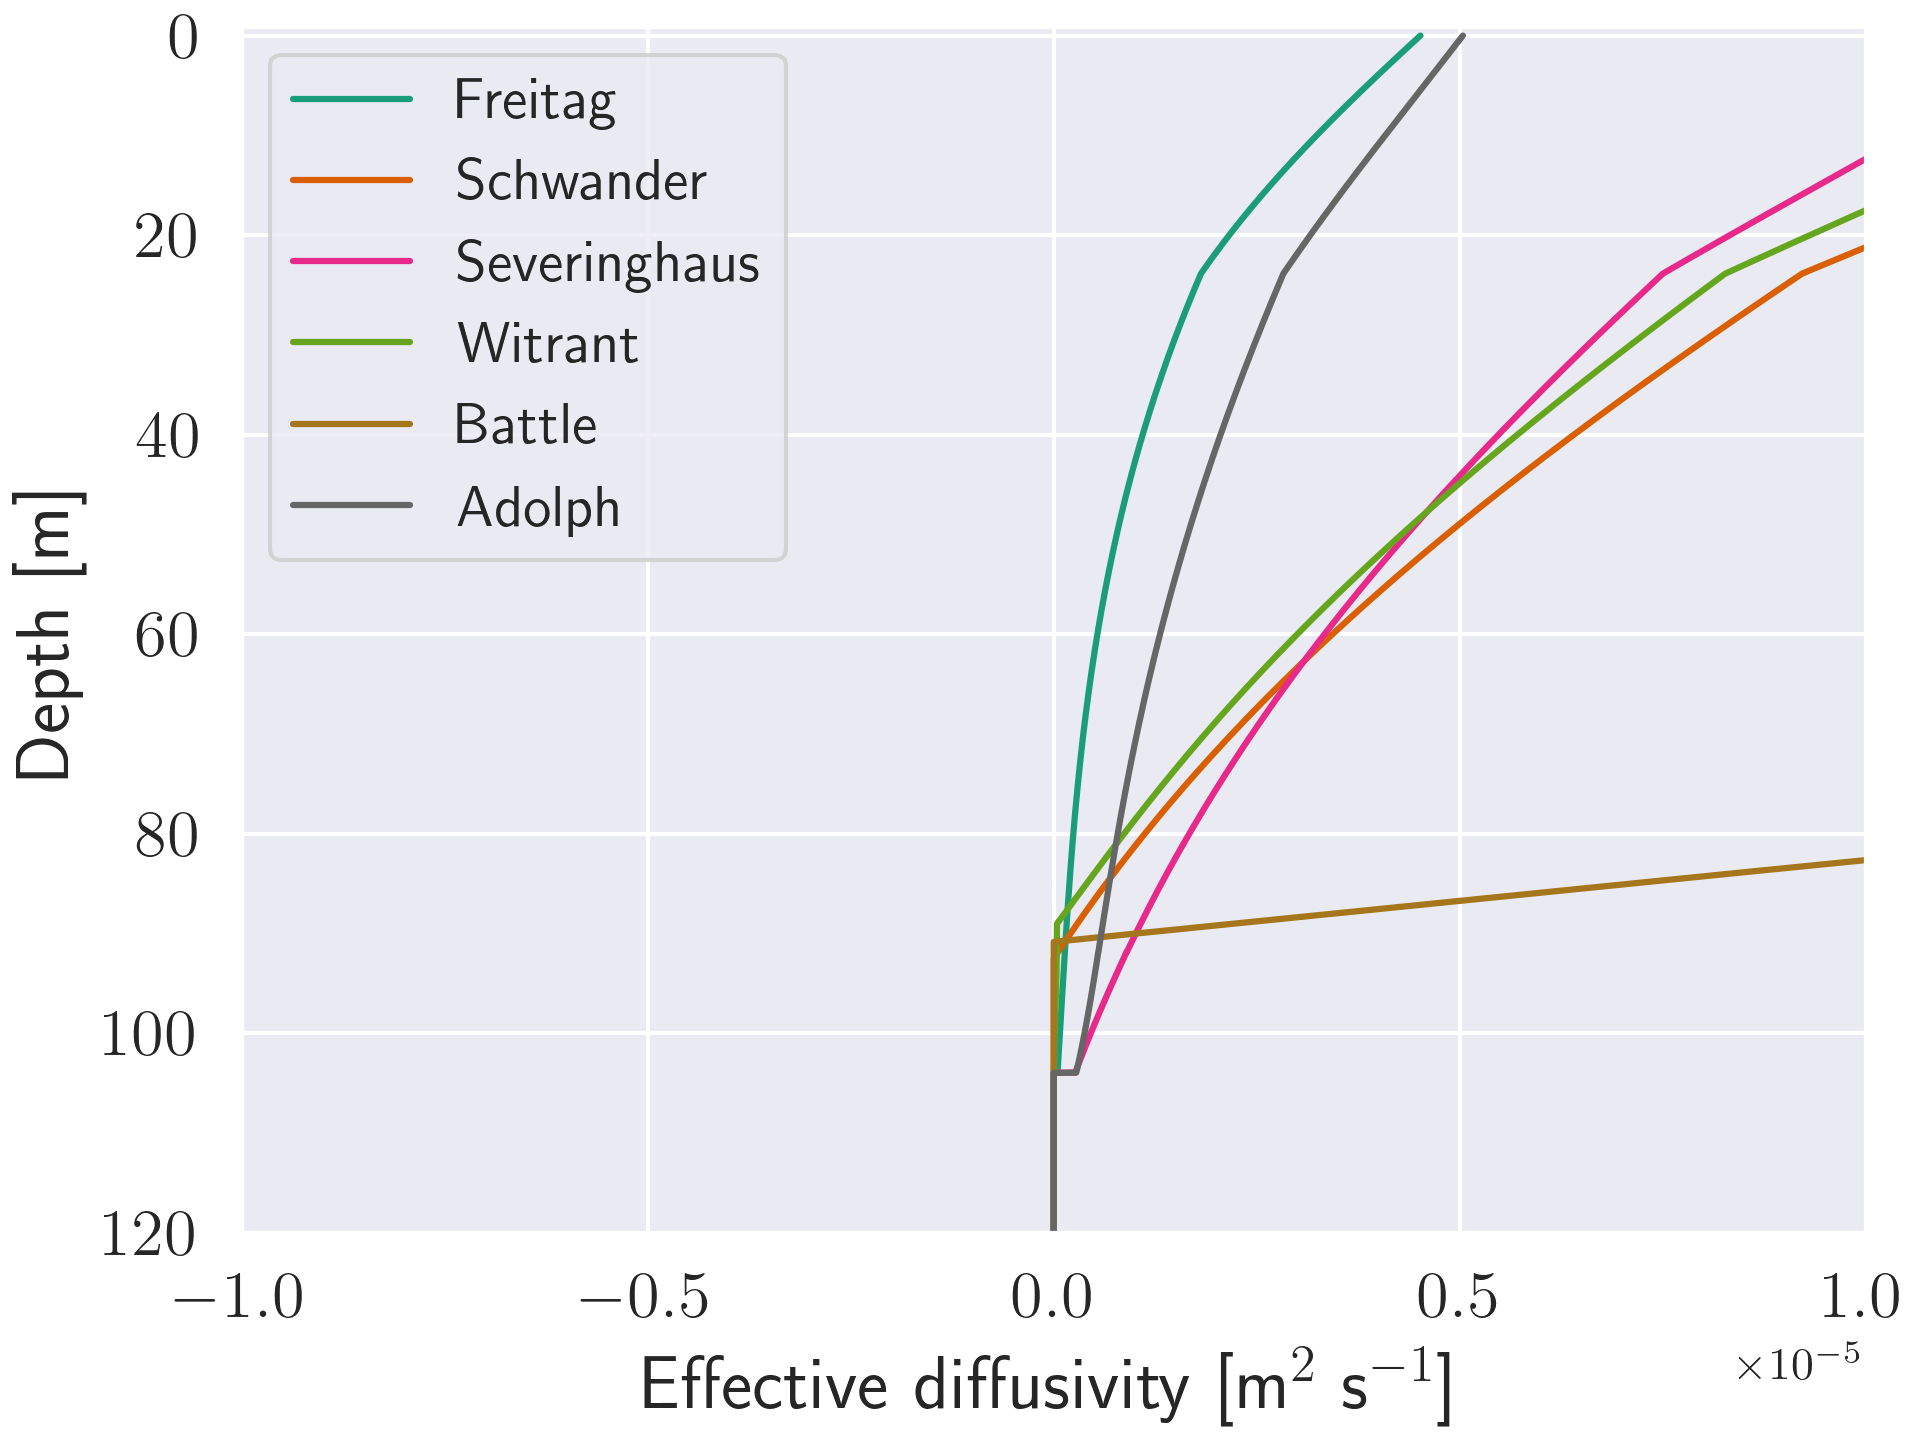 Freitag
Schwander
Severinghaus
Witrant
Battle
Adolph
Depth [m]
0
20
40
60
80
100
120
−1.0 −0.5 0.0 0.5 1.0
×10⁻⁵
Effective diffusivity [m² s⁻¹]